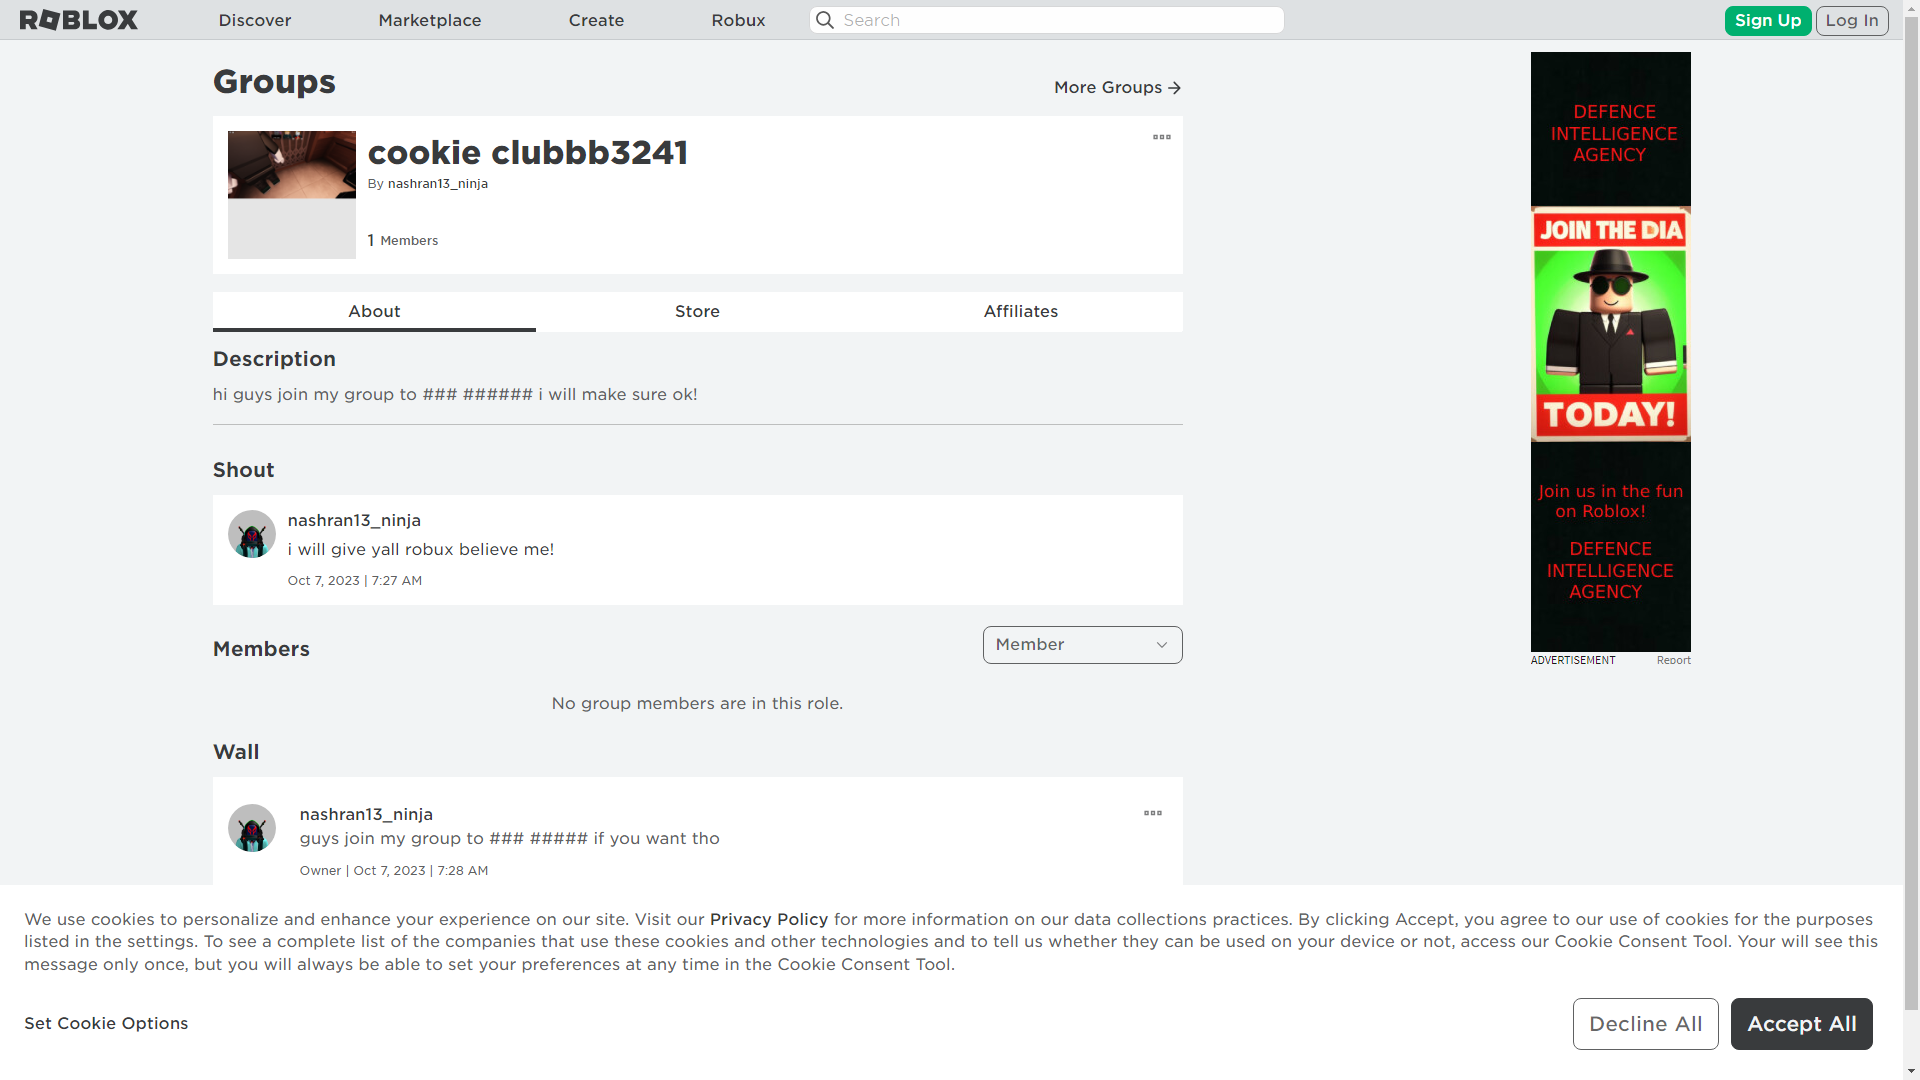 ROBLOX
Discover
Marketplace
Create
Robux
Search
Sign Up
Log In
Groups
More Groups
cookie clubbb3241
By nashran13_ninja
1 Members
About
Store
Affiliates
Description
hi guys join my group to ### ###### i will make sure ok!
Shout
nashran13_ninja
i will give yall robux believe me!
Oct 7, 2023 | 7:27 AM
Members
Member
No group members are in this role.
Wall
nashran13_ninja
guys join my group to ### ##### if you want tho
Owner | Oct 7, 2023 | 7:28 AM
DEFENCE
INTELLIGENCE
AGENCY
JOIN THE DIA
TODAY!
Join us in the fun
on Roblox!
DEFENCE
INTELLIGENCE
AGENCY
ADVERTISEMENT
Report
We use cookies to personalize and enhance your experience on our site. Visit our Privacy Policy for more information on our data collections practices. By clicking Accept, you agree to our use of cookies for the purposes
listed in the settings. To see a complete list of the companies that use these cookies and other technologies and to tell us whether they can be used on your device or not, access our Cookie Consent Tool. Your will see this
message only once, but you will always be able to set your preferences at any time in the Cookie Consent Tool.
Set Cookie Options
Decline All
Accept All